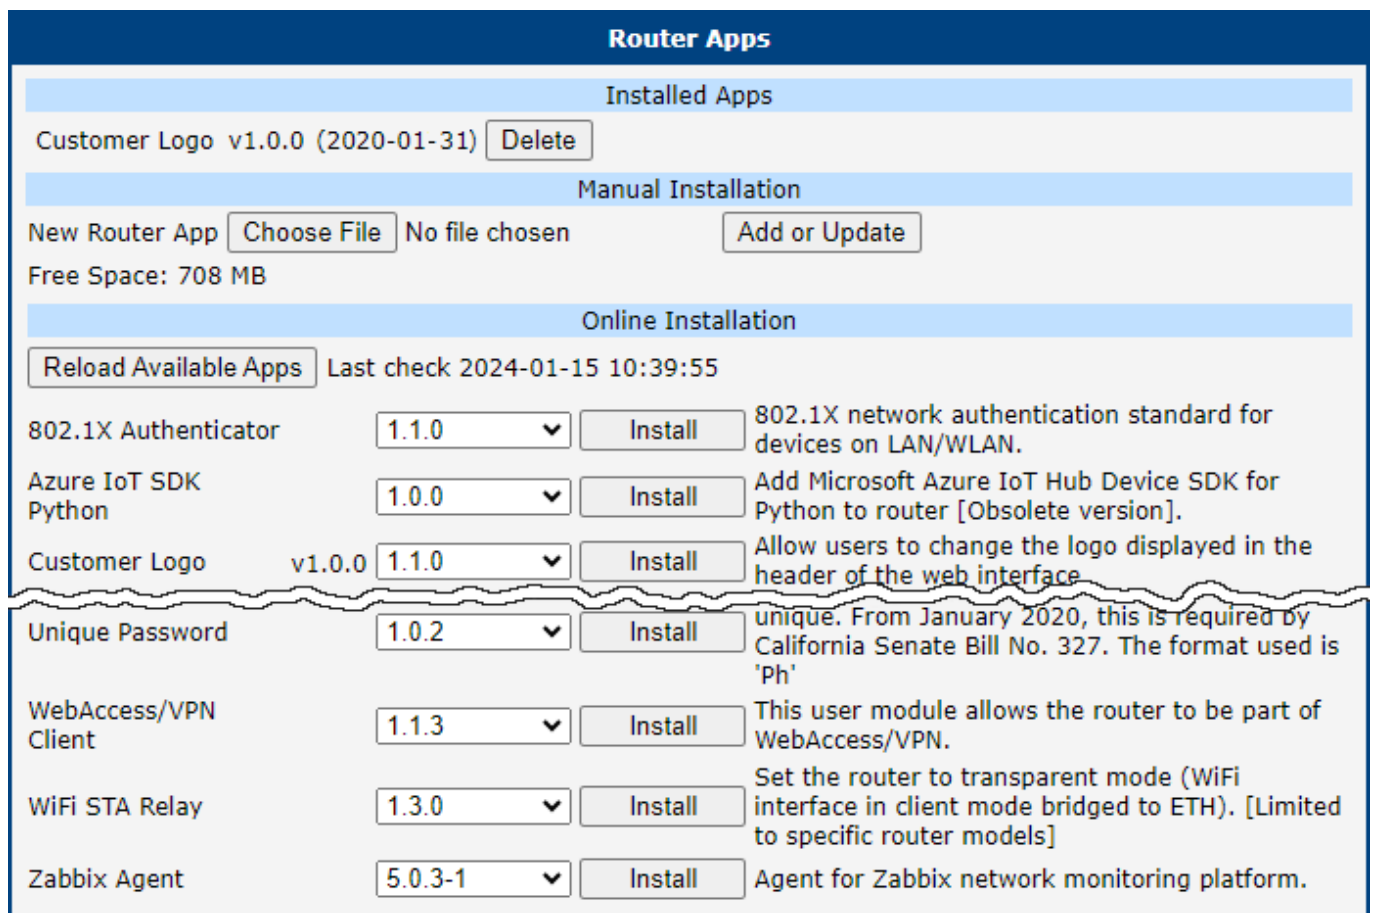 Router Apps
Installed Apps
Customer Logo v1.0.0 (2020-01-31) Delete
Manual Installation
New Router App Choose File No file chosen Add or Update
Free Space: 708 MB
Online Installation
Reload Available Apps Last check 2024-01-15 10:39:55
802.1X Authenticator 1.1.0 Install 802.1X network authentication standard for
devices on LAN/WLAN.
Azure IoT SDK
Python 1.0.0 Install Add Microsoft Azure IoT Hub Device SDK for
Python to router [Obsolete version].
Customer Logo v1.0.0 1.1.0 Install Allow users to change the logo displayed in the
header of the web interface
Unique Password 1.0.2 Install unique. From January 2020, this is required by
California Senate Bill No. 327. The format used is
'Ph'
WebAccess/VPN
Client 1.1.3 Install This user module allows the router to be part of
WebAccess/VPN.
WiFi STA Relay 1.3.0 Install Set the router to transparent mode (WiFi
interface in client mode bridged to ETH). [Limited
to specific router models]
Zabbix Agent 5.0.3-1 Install Agent for Zabbix network monitoring platform.